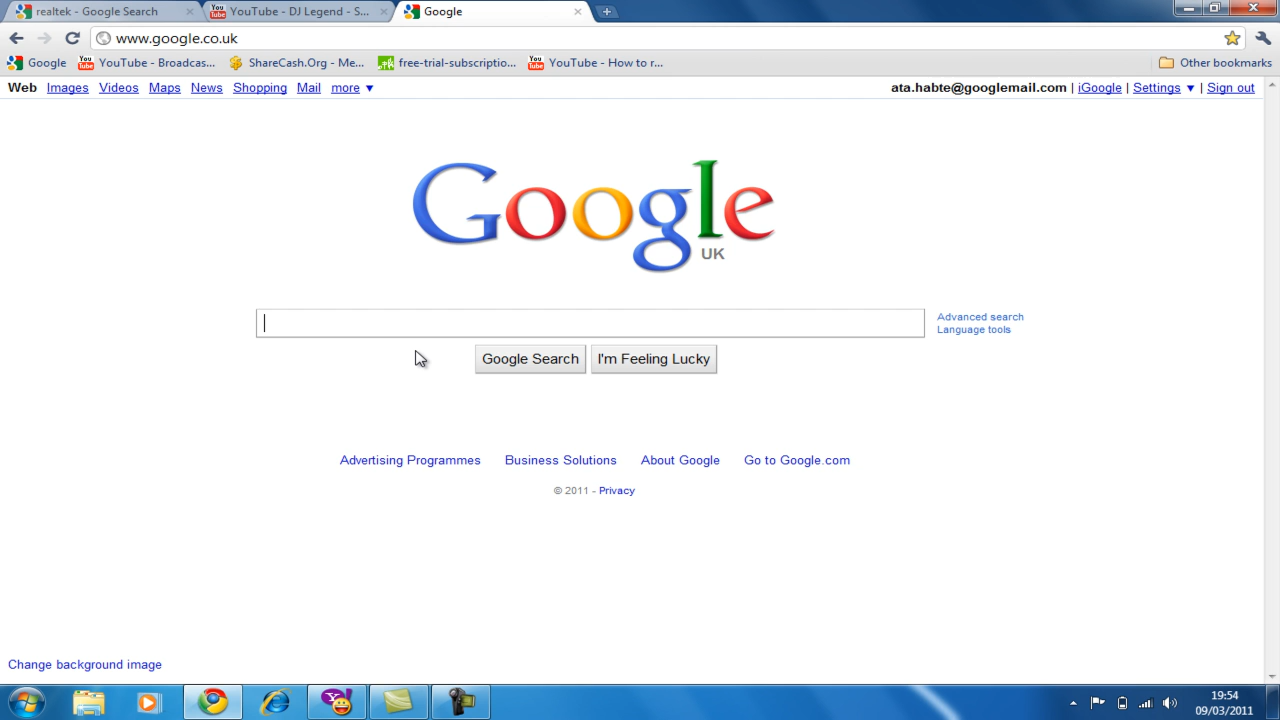 realtek - Google Search
YouTube - DJ Legend - S...
Google
www.google.co.uk
Google
YouTube - Broadcas...
ShareCash.Org - Me...
free-trial-subscriptio...
YouTube - How to r...
Other bookmarks
Web Images Videos Maps News Shopping Mail more ▼
ata.habte@googlemail.com | iGoogle | Settings ▼ | Sign out
Google
UK
Advanced search
Language tools
Google Search
I'm Feeling Lucky
Advertising Programmes Business Solutions About Google Go to Google.com
© 2011 - Privacy
Change background image
19:54
09/03/2011